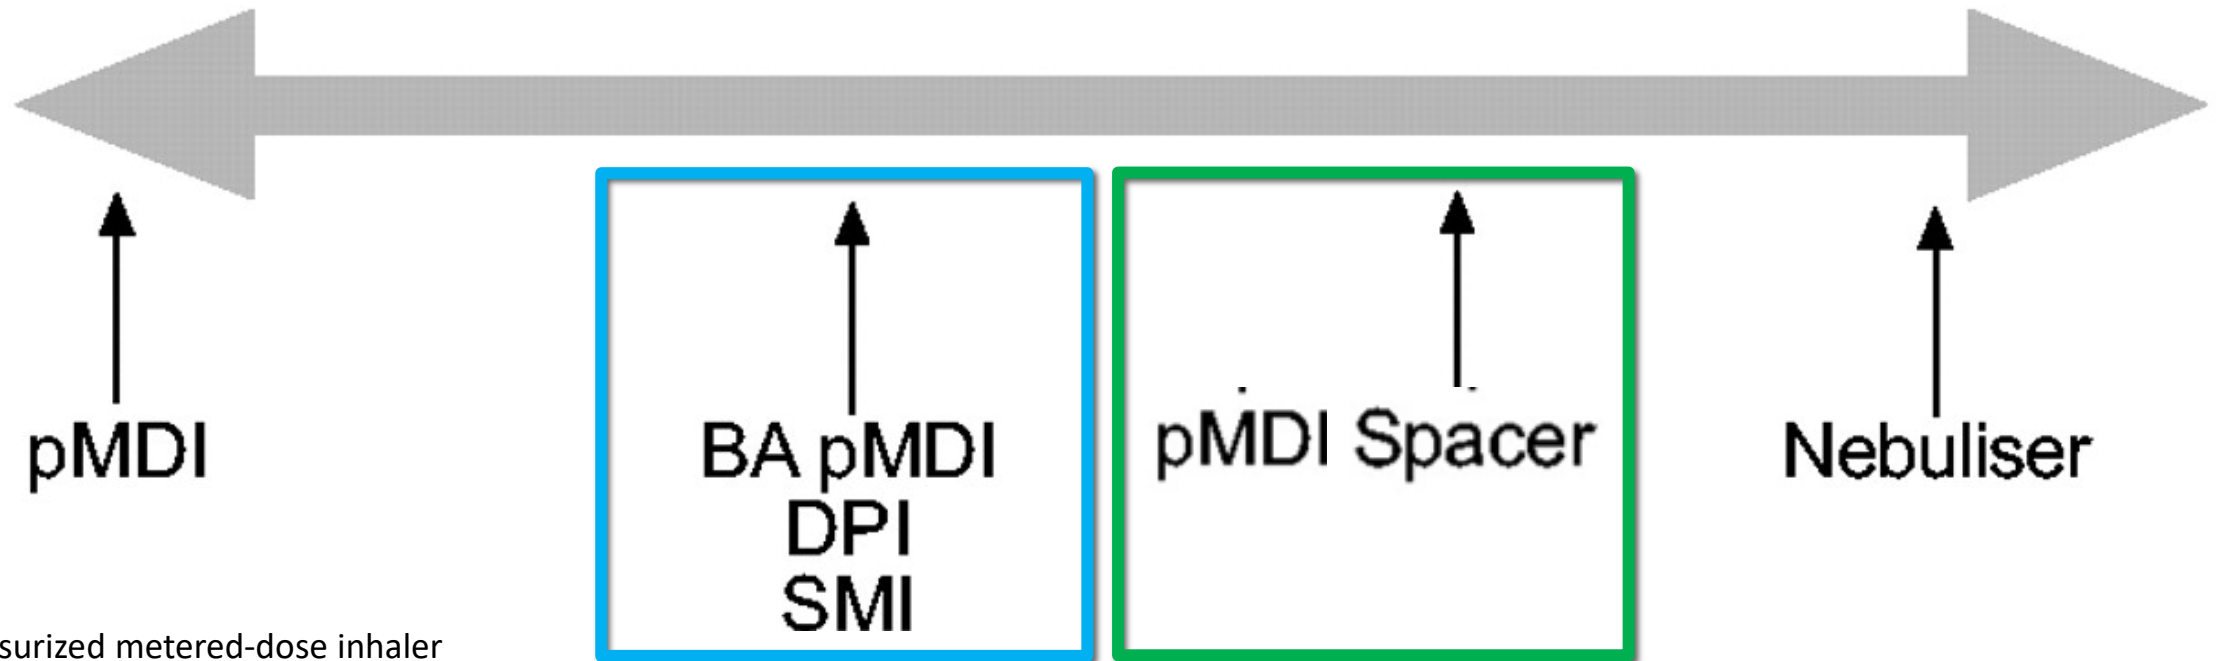 pMDI
BA pMDI
DPI
SMI
pMDI Spacer
Nebuliser
surized metered-dose inhaler